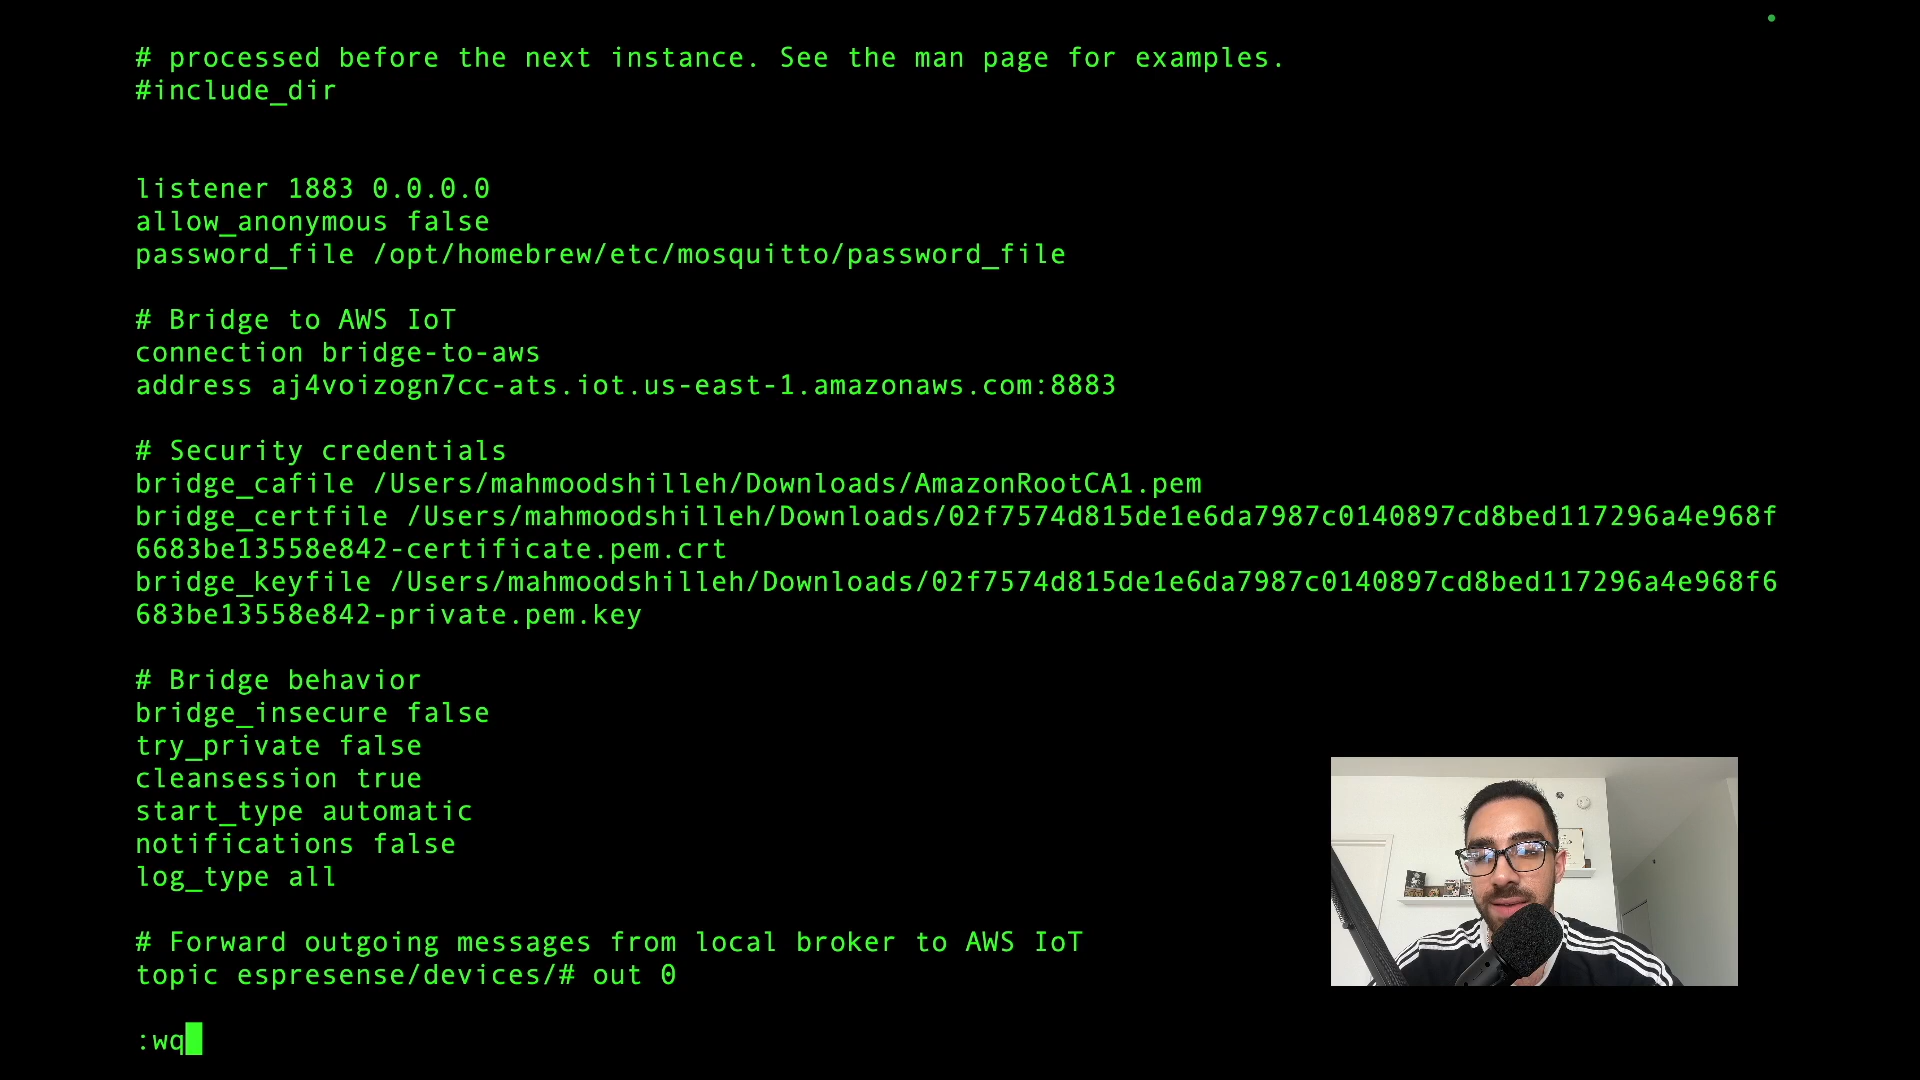 # processed before the next instance. See the man page for examples.
#include_dir
listener 1883 0.0.0.0
allow_anonymous false
password_file /opt/homebrew/etc/mosquitto/password_file
# Bridge to AWS IoT
connection bridge-to-aws
address aj4voizogn7cc-ats.iot.us-east-1.amazonaws.com:8883
# Security credentials
bridge_cafile /Users/mahmoodshilleh/Downloads/AmazonRootCA1.pem
bridge_certfile /Users/mahmoodshilleh/Downloads/02f7574d815de1e6da7987c0140897cd8bed117296a4e968f
6683be13558e842-certificate.pem.crt
bridge_keyfile /Users/mahmoodshilleh/Downloads/02f7574d815de1e6da7987c0140897cd8bed117296a4e968f6
683be13558e842-private.pem.key
# Bridge behavior
bridge_insecure false
try_private false
cleansession true
start_type automatic
notifications false
log_type all
# Forward outgoing messages from local broker to AWS IoT
topic espresense/devices/# out 0
:wq